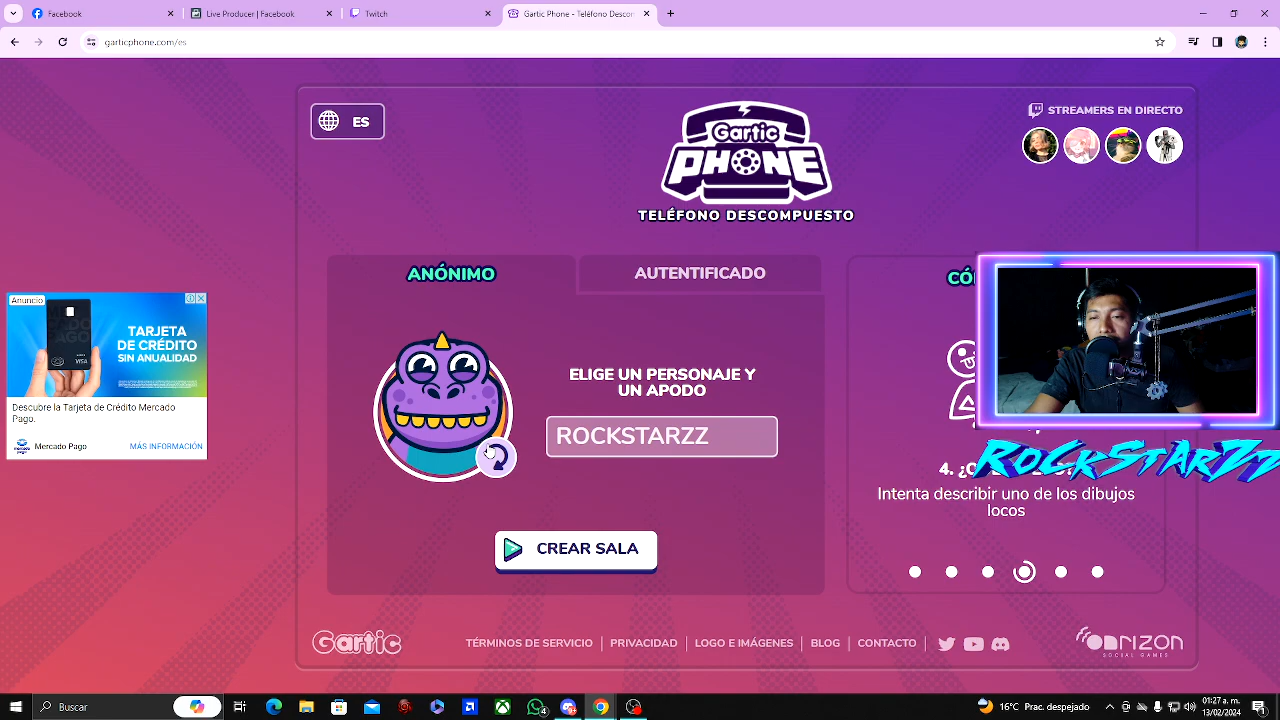 Facebook
Live Producer | Facebook
Twitch
Gartic Phone - Teléfono Descor
garticphone.com/es
ES
Gartic
PHONE
TELÉFONO DESCOMPUESTO
STREAMERS EN DIRECTO
ANÓNIMO
AUTENTIFICADO
CÓ
Anuncio
TARJETA
DE CRÉDITO
SIN ANUALIDAD
VISA
Descubre la Tarjeta de Crédito Mercado
Pago.
Mercado Pago
MÁS INFORMACIÓN
ELIGE UN PERSONAJE Y
UN APODO
ROCKSTARZZ
CREAR SALA
ROCKSTARZZ
4. ¿
Intenta describir uno de los dibujos
locos
Gartic
TÉRMINOS DE SERVICIO
PRIVACIDAD
LOGO E IMÁGENES
BLOG
CONTACTO
ONRIZON
SOCIAL GAMES
Buscar
4
16°C Parc. despejado
01:27 a. m.
13/02/2024